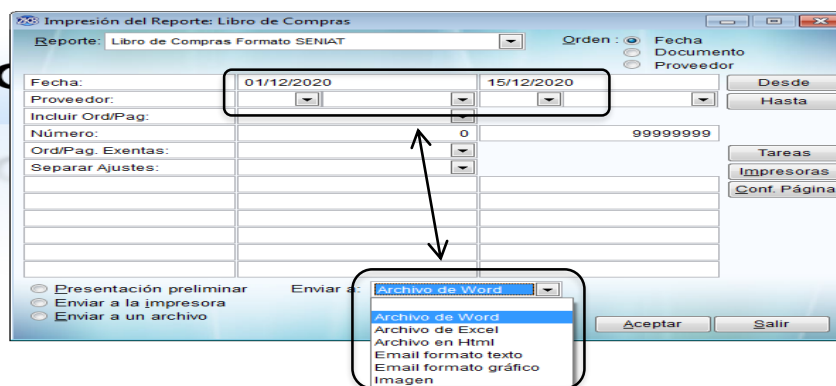 Impresión del Reporte: Libro de Compras
Reporte: Libro de Compras Formato SENIAT Orden : Fecha
Documento
Proveedor
Fecha: 01/12/2020 15/12/2020 Desde
Proveedor: Hasta
Incluir Ord/Pag:
Número: 0 99999999
Ord/Pag. Exentas: Tareas
Separar Ajustes: Impresoras
Conf. Página
Presentación preliminar Enviar a: Archivo de Word
Enviar a la impresora
Enviar a un archivo
Archivo de Word
Archivo de Excel
Archivo en Html
Email formato texto
Email formato gráfico
Imagen
Aceptar Salir